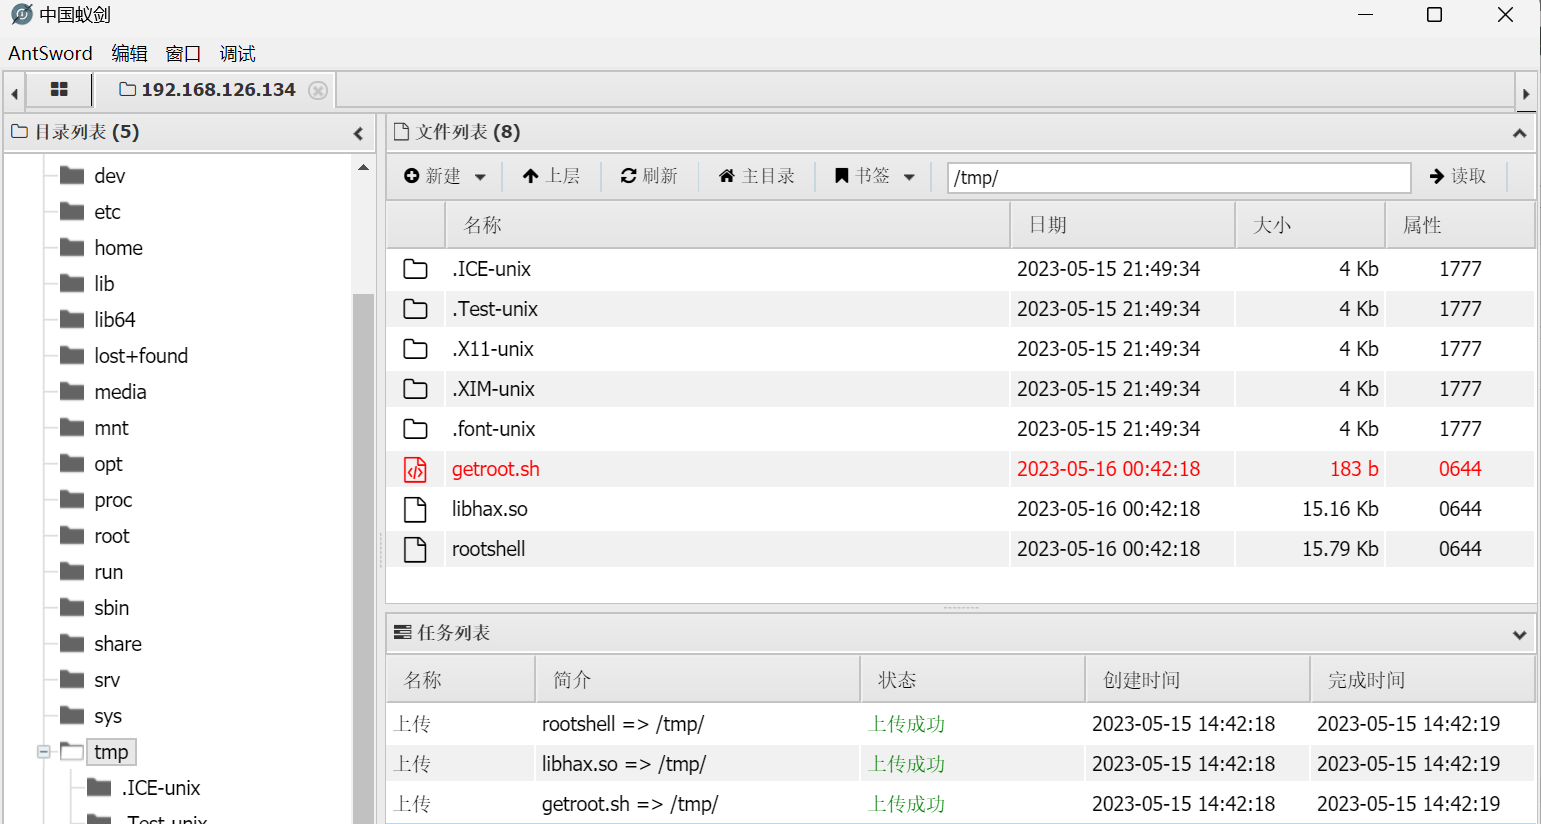 中国蚁剑
AntSword 编辑 窗口 调试
192.168.126.134
目录列表 (5)
dev
etc
home
lib
lib64
lost+found
media
mnt
opt
proc
root
run
sbin
share
srv
sys
tmp
.ICE-unix
.Test-unix
文件列表 (8)
新建 上层 刷新 主目录 书签 /tmp/ 读取
名称 日期 大小 属性
.ICE-unix 2023-05-15 21:49:34 4 Kb 1777
.Test-unix 2023-05-15 21:49:34 4 Kb 1777
.X11-unix 2023-05-15 21:49:34 4 Kb 1777
.XIM-unix 2023-05-15 21:49:34 4 Kb 1777
.font-unix 2023-05-15 21:49:34 4 Kb 1777
getroot.sh 2023-05-16 00:42:18 183 b 0644
libhax.so 2023-05-16 00:42:18 15.16 Kb 0644
rootshell 2023-05-16 00:42:18 15.79 Kb 0644
任务列表
名称 简介 状态 创建时间 完成时间
上传 rootshell => /tmp/ 上传成功 2023-05-15 14:42:18 2023-05-15 14:42:19
上传 libhax.so => /tmp/ 上传成功 2023-05-15 14:42:18 2023-05-15 14:42:19
上传 getroot.sh => /tmp/ 上传成功 2023-05-15 14:42:18 2023-05-15 14:42:19